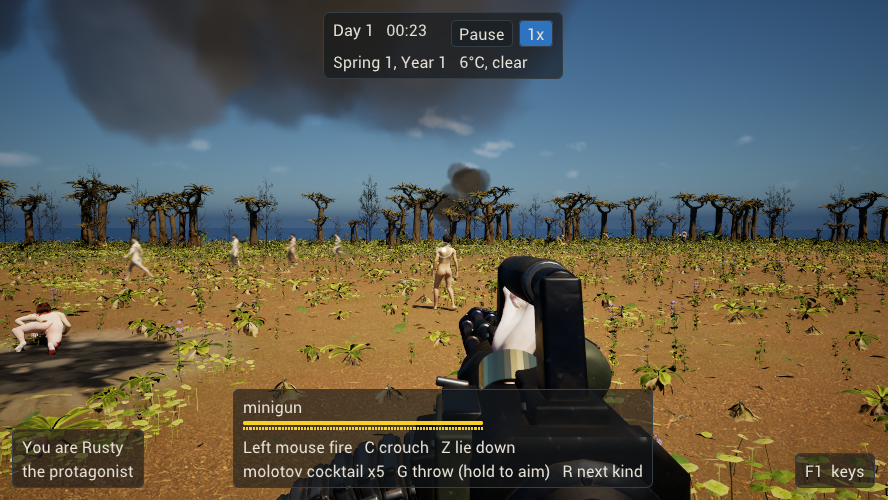 Day 1 00:23 Pause 1x
Spring 1, Year 1 6°C, clear
minigun
Left mouse fire C crouch Z lie down
molotov cocktail x5 G throw (hold to aim) R next kind
You are Rusty
the protagonist
F1 keys